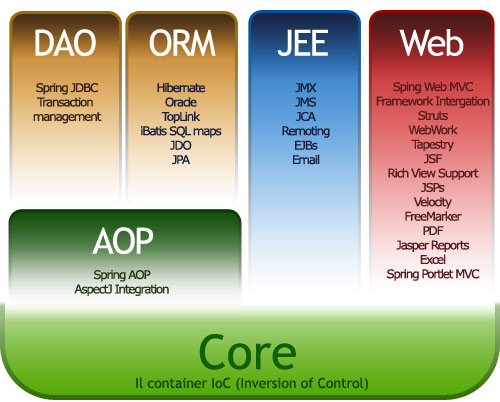 DAO
Spring JDBC
Transaction
management
ORM
Hibernate
Oracle
TopLink
iBatis SQL maps
JDO
JPA
JEE
JMX
JMS
JCA
Remoting
EJBs
Email
Web
Sping Web MVC
Framework Intergation
Struts
WebWork
Tapestry
JSF
Rich View Support
JSPs
Velocity
FreeMarker
PDF
Jasper Reports
Excel
Spring Portlet MVC
AOP
Spring AOP
AspectJ Integration
Core
Il container IoC (Inversion of Control)